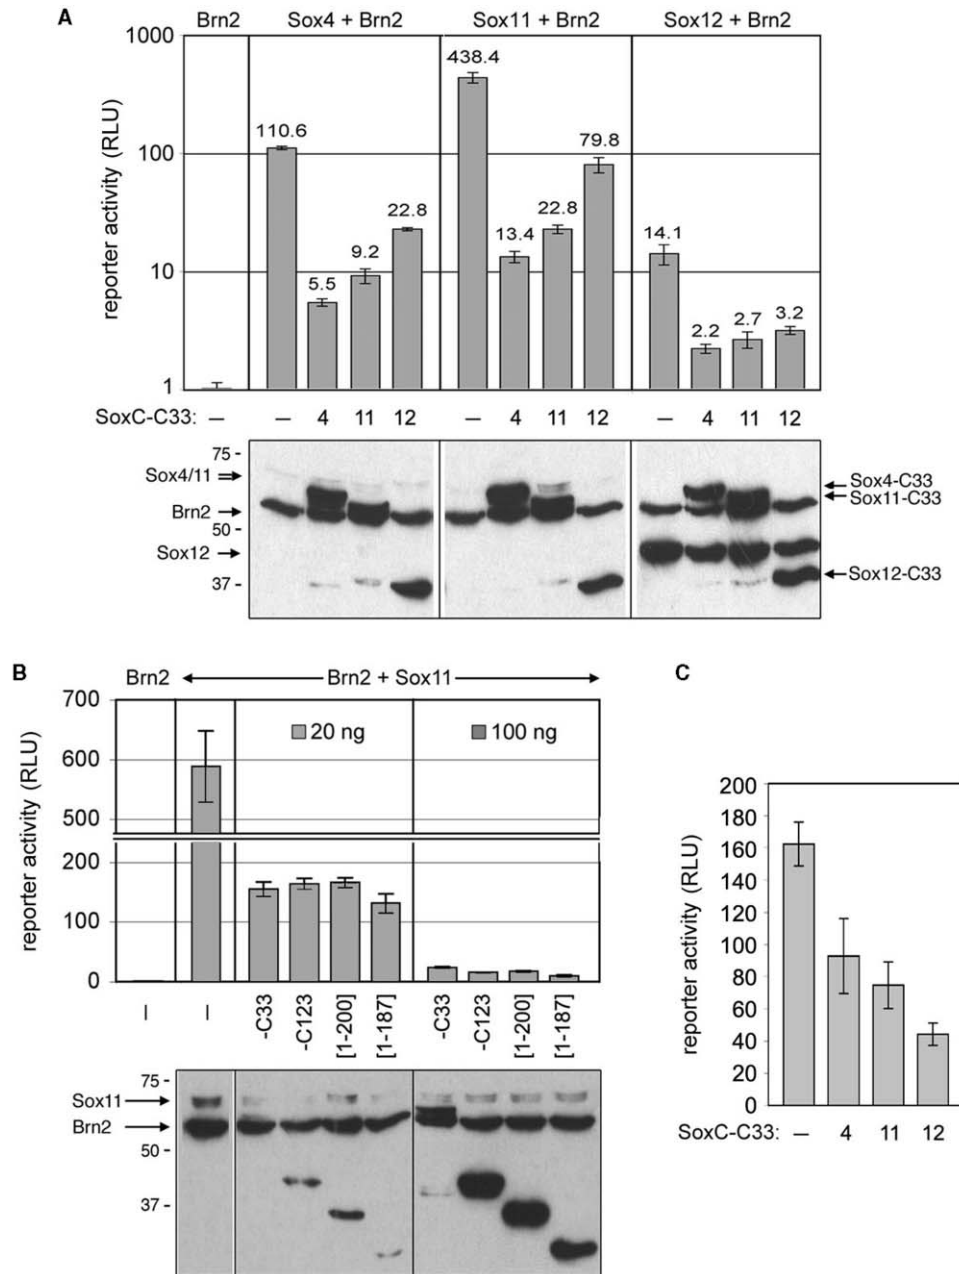 A
Brn2 Sox4 + Brn2 Sox11 + Brn2 Sox12 + Brn2
reporter activity (RLU)
1000
100
10
1
110.6 5.5 9.2 22.8
438.4 13.4 22.8 79.8
14.1 2.2 2.7 3.2
SoxC-C33: – – 4 11 12 – 4 11 12 – 4 11 12
75 -
Sox4/11
Brn2
50 -
Sox12
37 -
Sox4-C33
Sox11-C33
Sox12-C33
B
Brn2 Brn2 + Sox11
reporter activity (RLU)
700
600
500
200
100
0
20 ng 100 ng
– – -C33 -C123 [1-200] [1-187] -C33 -C123 [1-200] [1-187]
75 -
Sox11
Brn2
50 -
37 -
C
reporter activity (RLU)
200
180
160
140
120
100
80
60
40
20
0
SoxC-C33: – 4 11 12